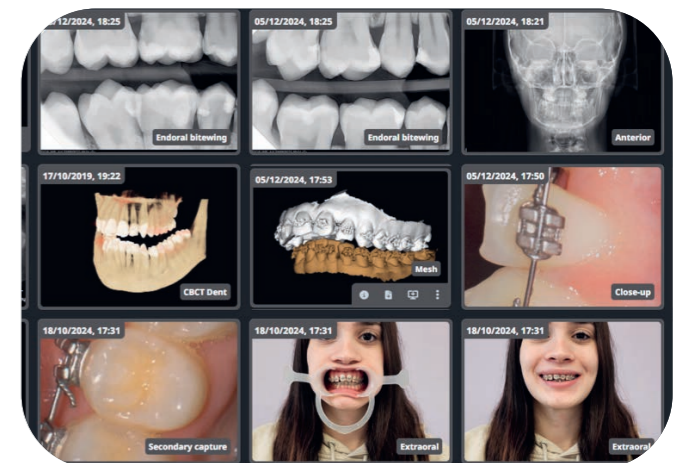 /12/2024, 18:25
Endoral bitewing
05/12/2024, 18:25
Endoral bitewing
05/12/2024, 18:21
Anterior
17/10/2019, 19:22
CBCT Dent
05/12/2024, 17:53
Mesh
05/12/2024, 17:50
Close-up
18/10/2024, 17:31
Secondary capture
18/10/2024, 17:31
Extraoral
18/10/2024, 17:31
Extraoral